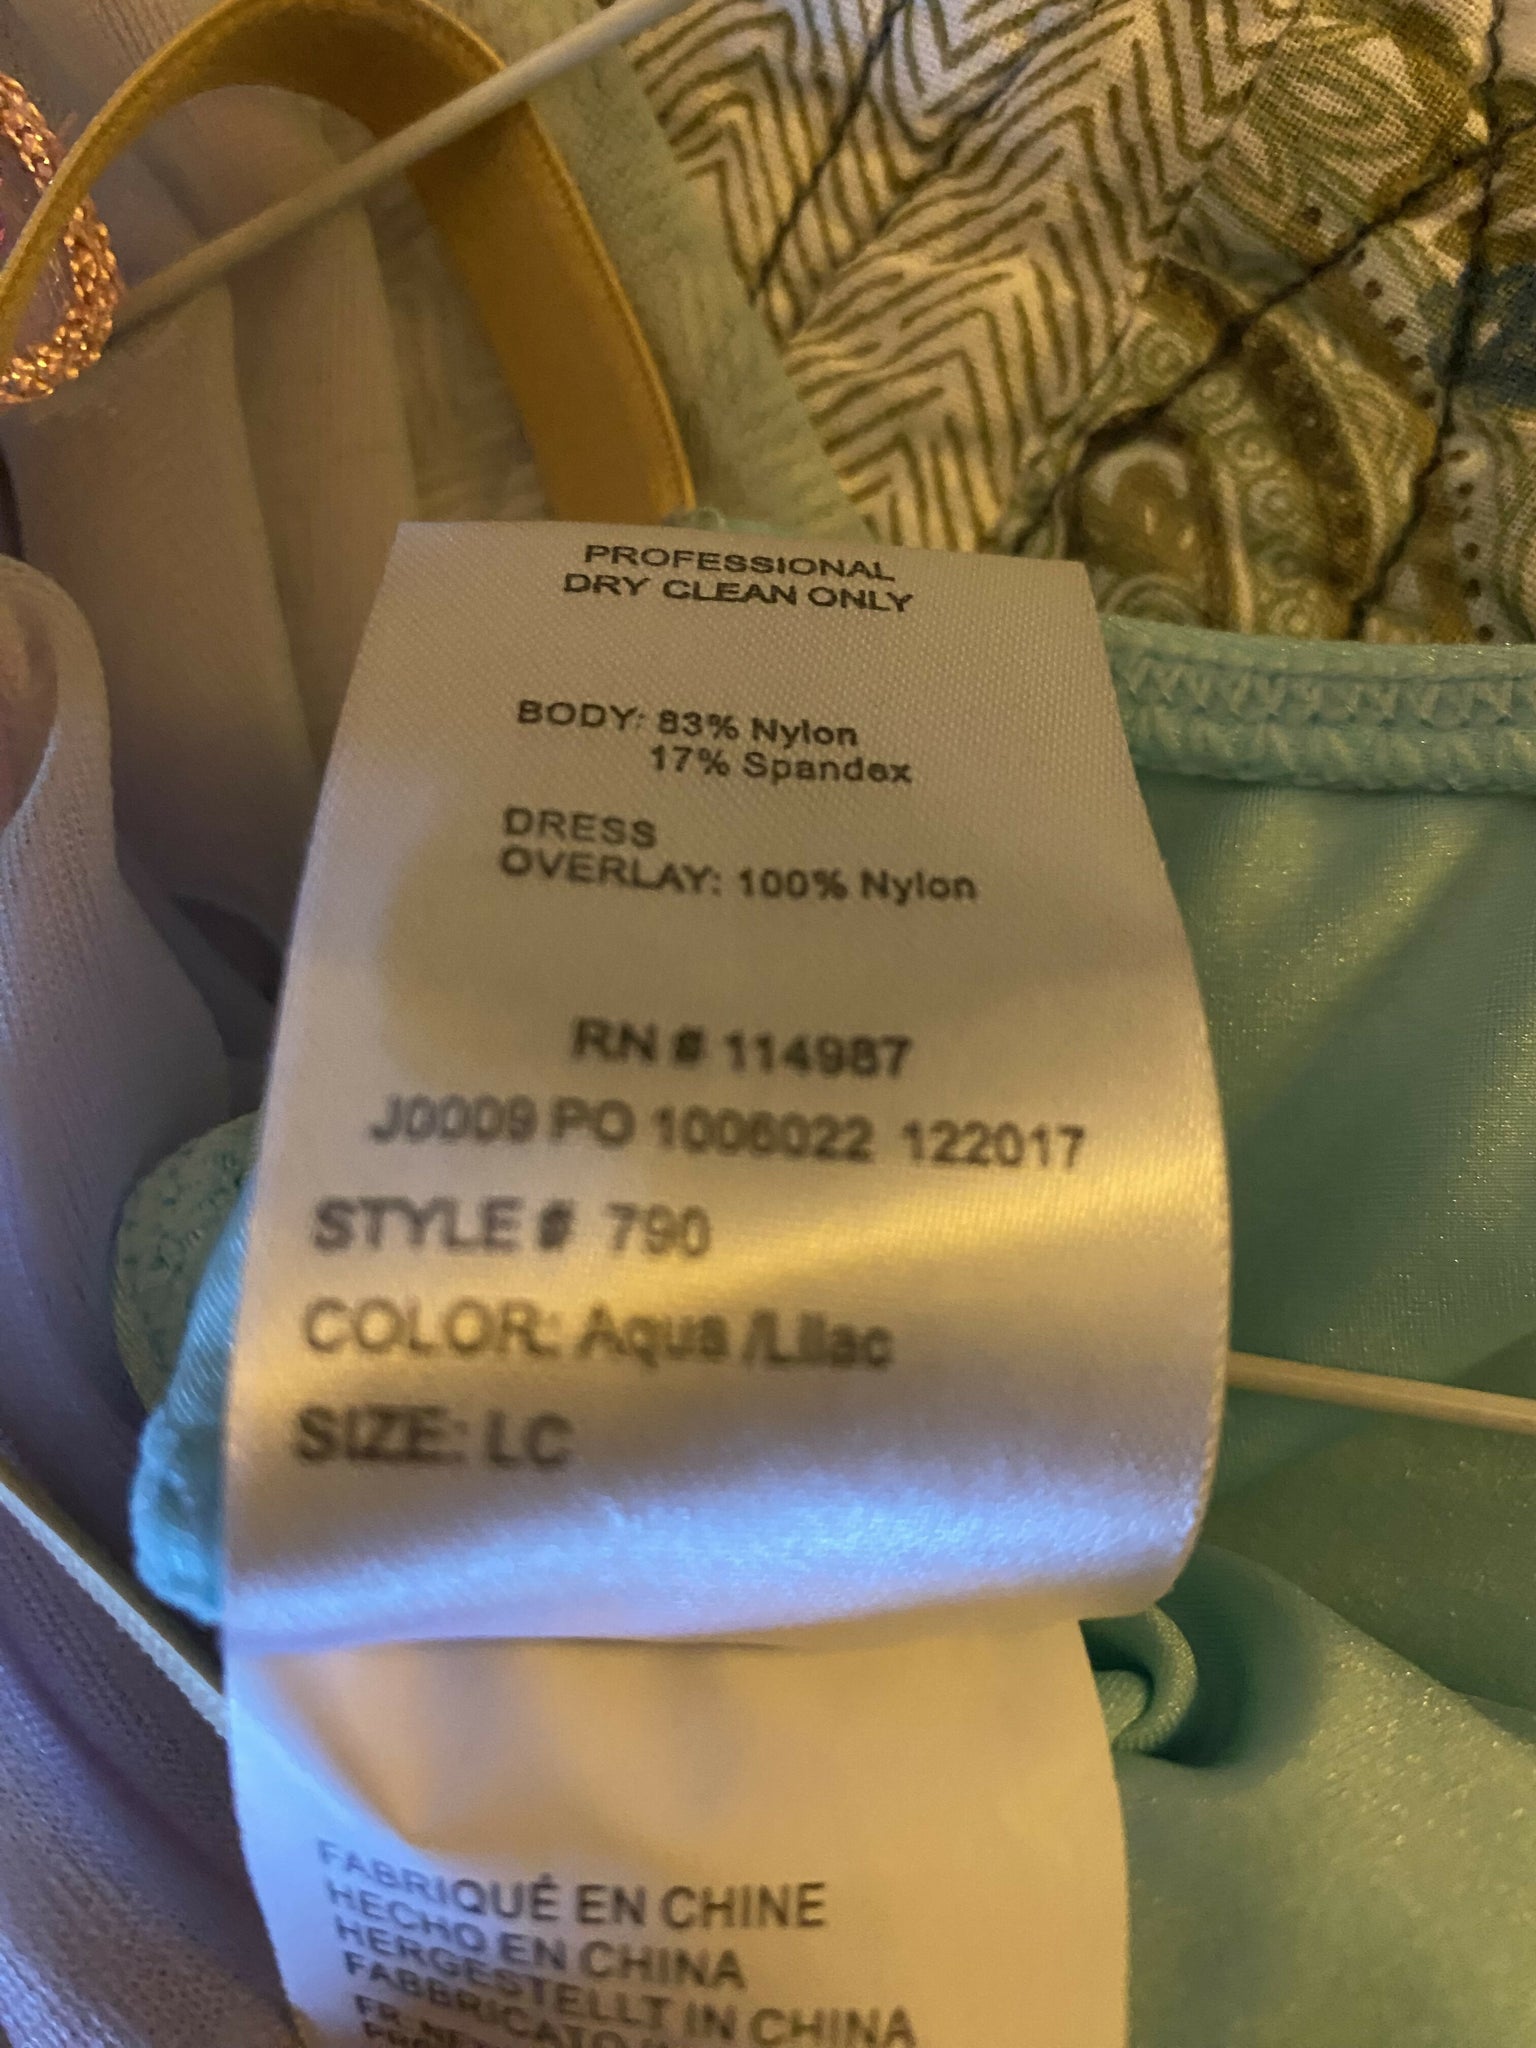 PROFESSIONAL
DRY CLEAN ONLY
BODY: 83% Nylon
17% Spandex
DRESS
OVERLAY: 100% Nylon
RN # 114987
J0009 PO 1006022 122017
STYLE # 790
COLOR: Aqua /Lilac
SIZE: LC
FABRIQUÉ EN CHINE
HECHO EN CHINA
HERGESTELLT IN CHINA
FABBRICATO